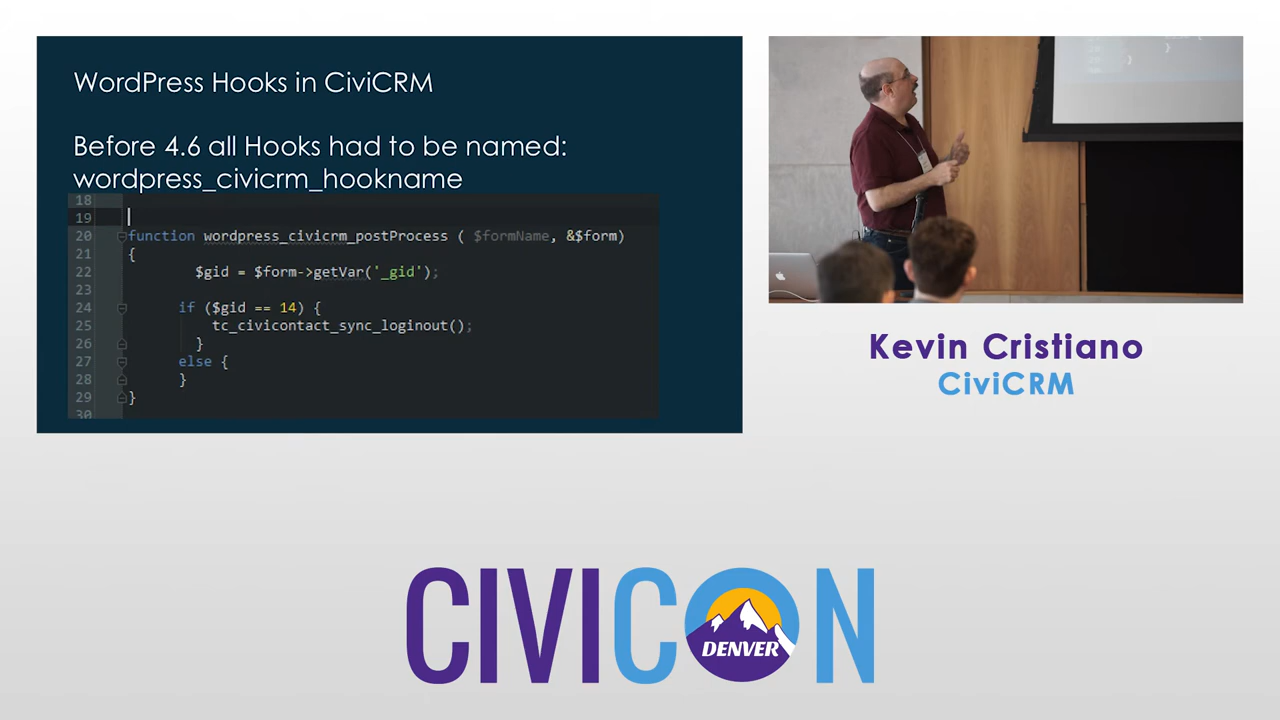 WordPress Hooks in CiviCRM
Before 4.6 all Hooks had to be named:
wordpress_civicrm_hookname
18
19
20 function wordpress_civicrm_postProcess ( $formName, &$form)
21 {
22 $gid = $form->getVar('_gid');
23
24 if ($gid == 14) {
25 tc_civicontact_sync_loginout();
26 }
27 else {
28 }
29 }
30
Kevin Cristiano
CiviCRM
CIVICON
DENVER